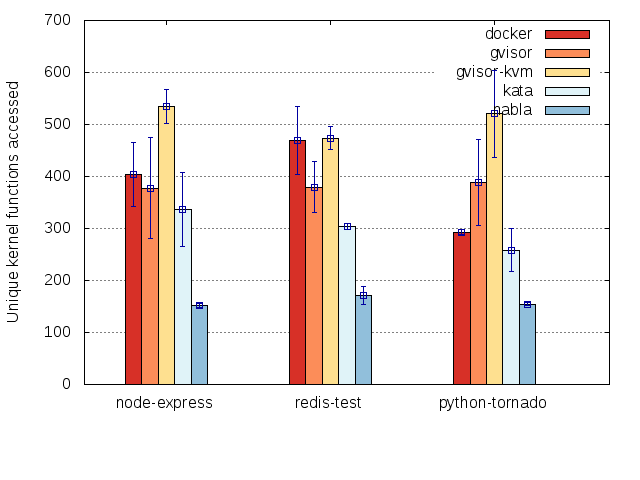 700
600
500
400
300
200
100
0
Unique kernel functions accessed
docker
gvisor
gvisor-kvm
kata
nabla
node-express
redis-test
python-tornado